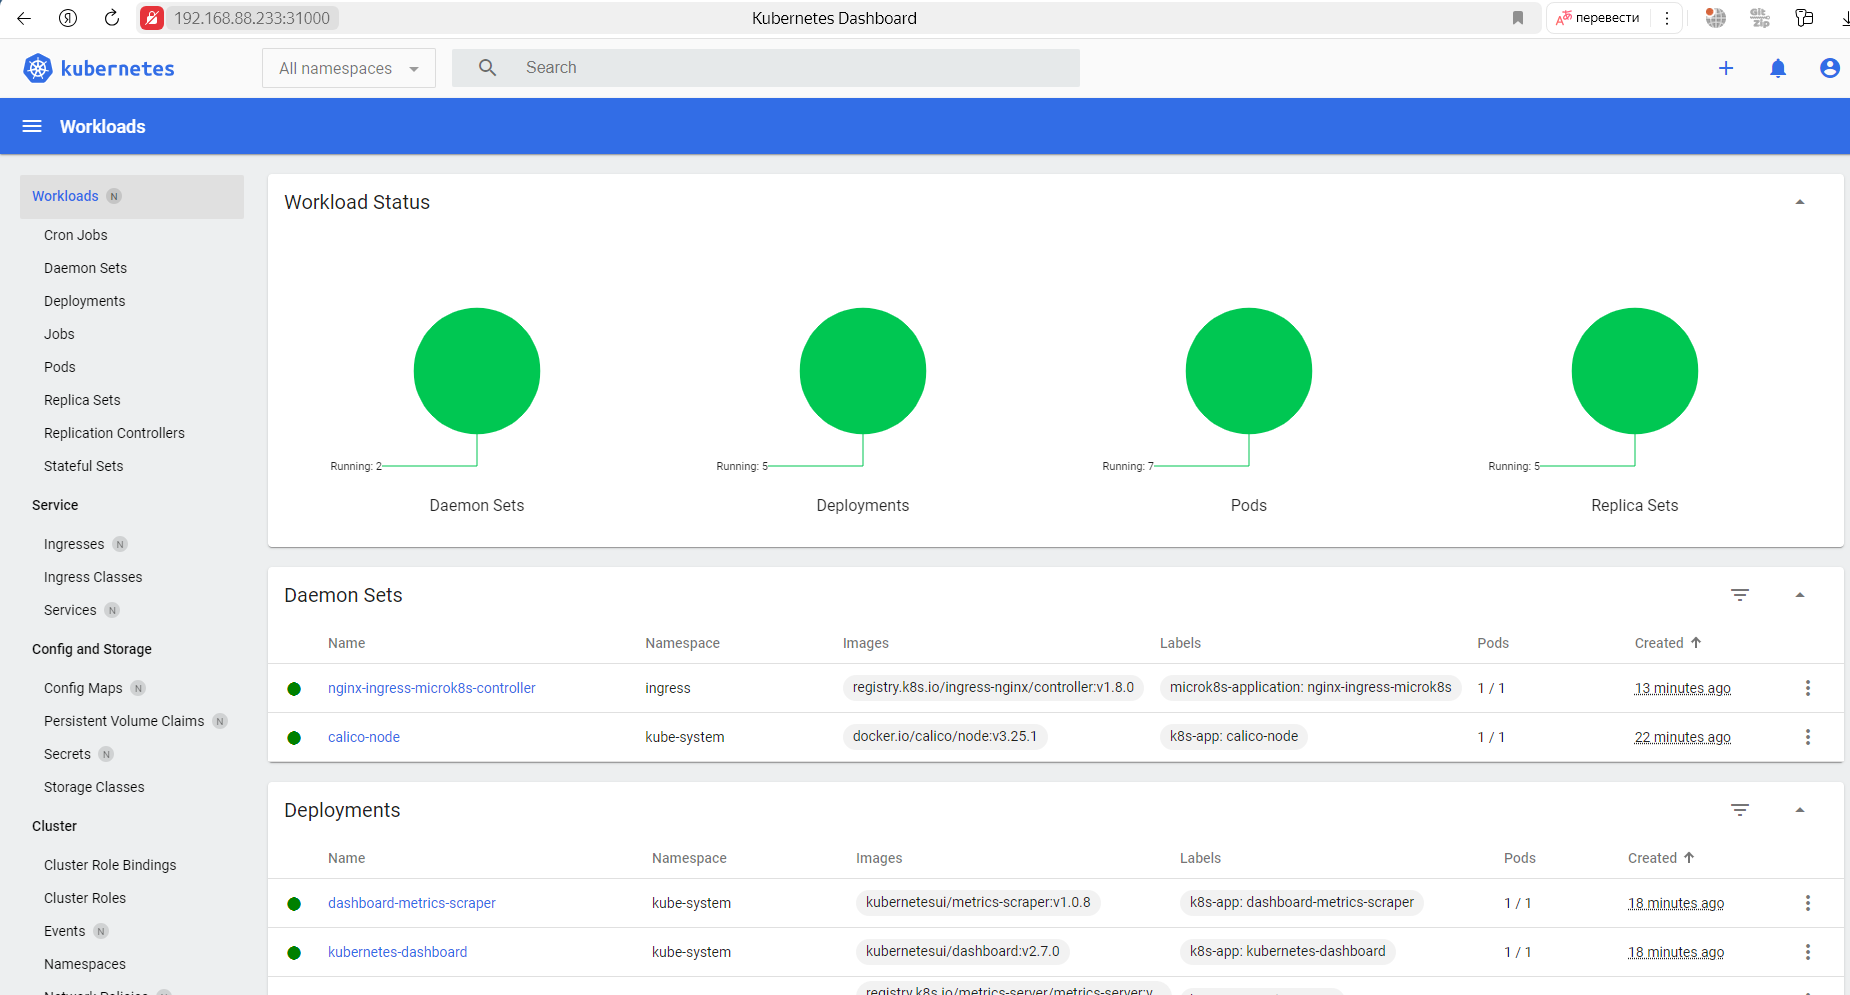 192.168.88.233:31000
Kubernetes Dashboard
перевести
kubernetes
All namespaces
Search
Workloads
Workloads N
Cron Jobs
Daemon Sets
Deployments
Jobs
Pods
Replica Sets
Replication Controllers
Stateful Sets
Service
Ingresses N
Ingress Classes
Services N
Config and Storage
Config Maps N
Persistent Volume Claims N
Secrets N
Storage Classes
Cluster
Cluster Role Bindings
Cluster Roles
Events N
Namespaces
Network Policies
Workload Status
Running: 2
Running: 5
Running: 7
Running: 5
Daemon Sets
Deployments
Pods
Replica Sets
Daemon Sets
Name Namespace Images Labels Pods Created
nginx-ingress-microk8s-controller ingress registry.k8s.io/ingress-nginx/controller:v1.8.0 microk8s-application: nginx-ingress-microk8s 1 / 1 13 minutes ago
calico-node kube-system docker.io/calico/node:v3.25.1 k8s-app: calico-node 1 / 1 22 minutes ago
Deployments
Name Namespace Images Labels Pods Created
dashboard-metrics-scraper kube-system kubernetesui/metrics-scraper:v1.0.8 k8s-app: dashboard-metrics-scraper 1 / 1 18 minutes ago
kubernetes-dashboard kube-system kubernetesui/dashboard:v2.7.0 k8s-app: kubernetes-dashboard 1 / 1 18 minutes ago
registry.k8s.io/metrics-server/metrics-server:v